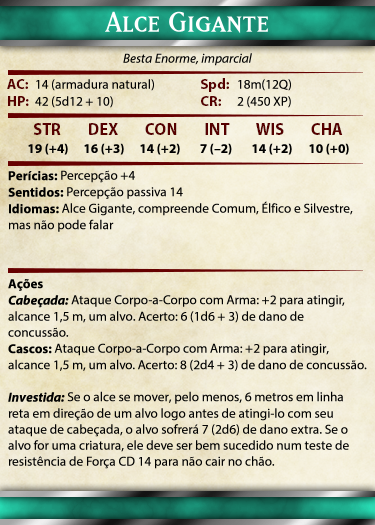 Alce Gigante
Besta Enorme, imparcial
AC: 14 (armadura natural) Spd: 18m(12Q)
HP: 42 (5d12 + 10) CR: 2 (450 XP)
STR DEX CON INT WIS CHA
19 (+4) 16 (+3) 14 (+2) 7 (–2) 14 (+2) 10 (+0)
Perícias: Percepção +4
Sentidos: Percepção passiva 14
Idiomas: Alce Gigante, compreende Comum, Élfico e Silvestre,
mas não pode falar
Ações
Cabeçada: Ataque Corpo-a-Corpo com Arma: +2 para atingir,
alcance 1,5 m, um alvo. Acerto: 6 (1d6 + 3) de dano de
concussão.
Cascos: Ataque Corpo-a-Corpo com Arma: +2 para atingir,
alcance 1,5 m, um alvo. Acerto: 8 (2d4 + 3) de dano de concussão.
Investida: Se o alce se mover, pelo menos, 6 metros em linha
reta em direção de um alvo logo antes de atingi-lo com seu
ataque de cabeçada, o alvo sofrerá 7 (2d6) de dano extra. Se o
alvo for uma criatura, ele deve ser bem sucedido num teste de
resistência de Força CD 14 para não cair no chão.